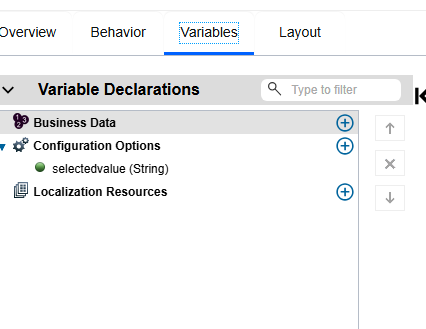 Overview Behavior Variables Layout
Variable Declarations Type to filter
Business Data
Configuration Options
selectedvalue (String)
Localization Resources